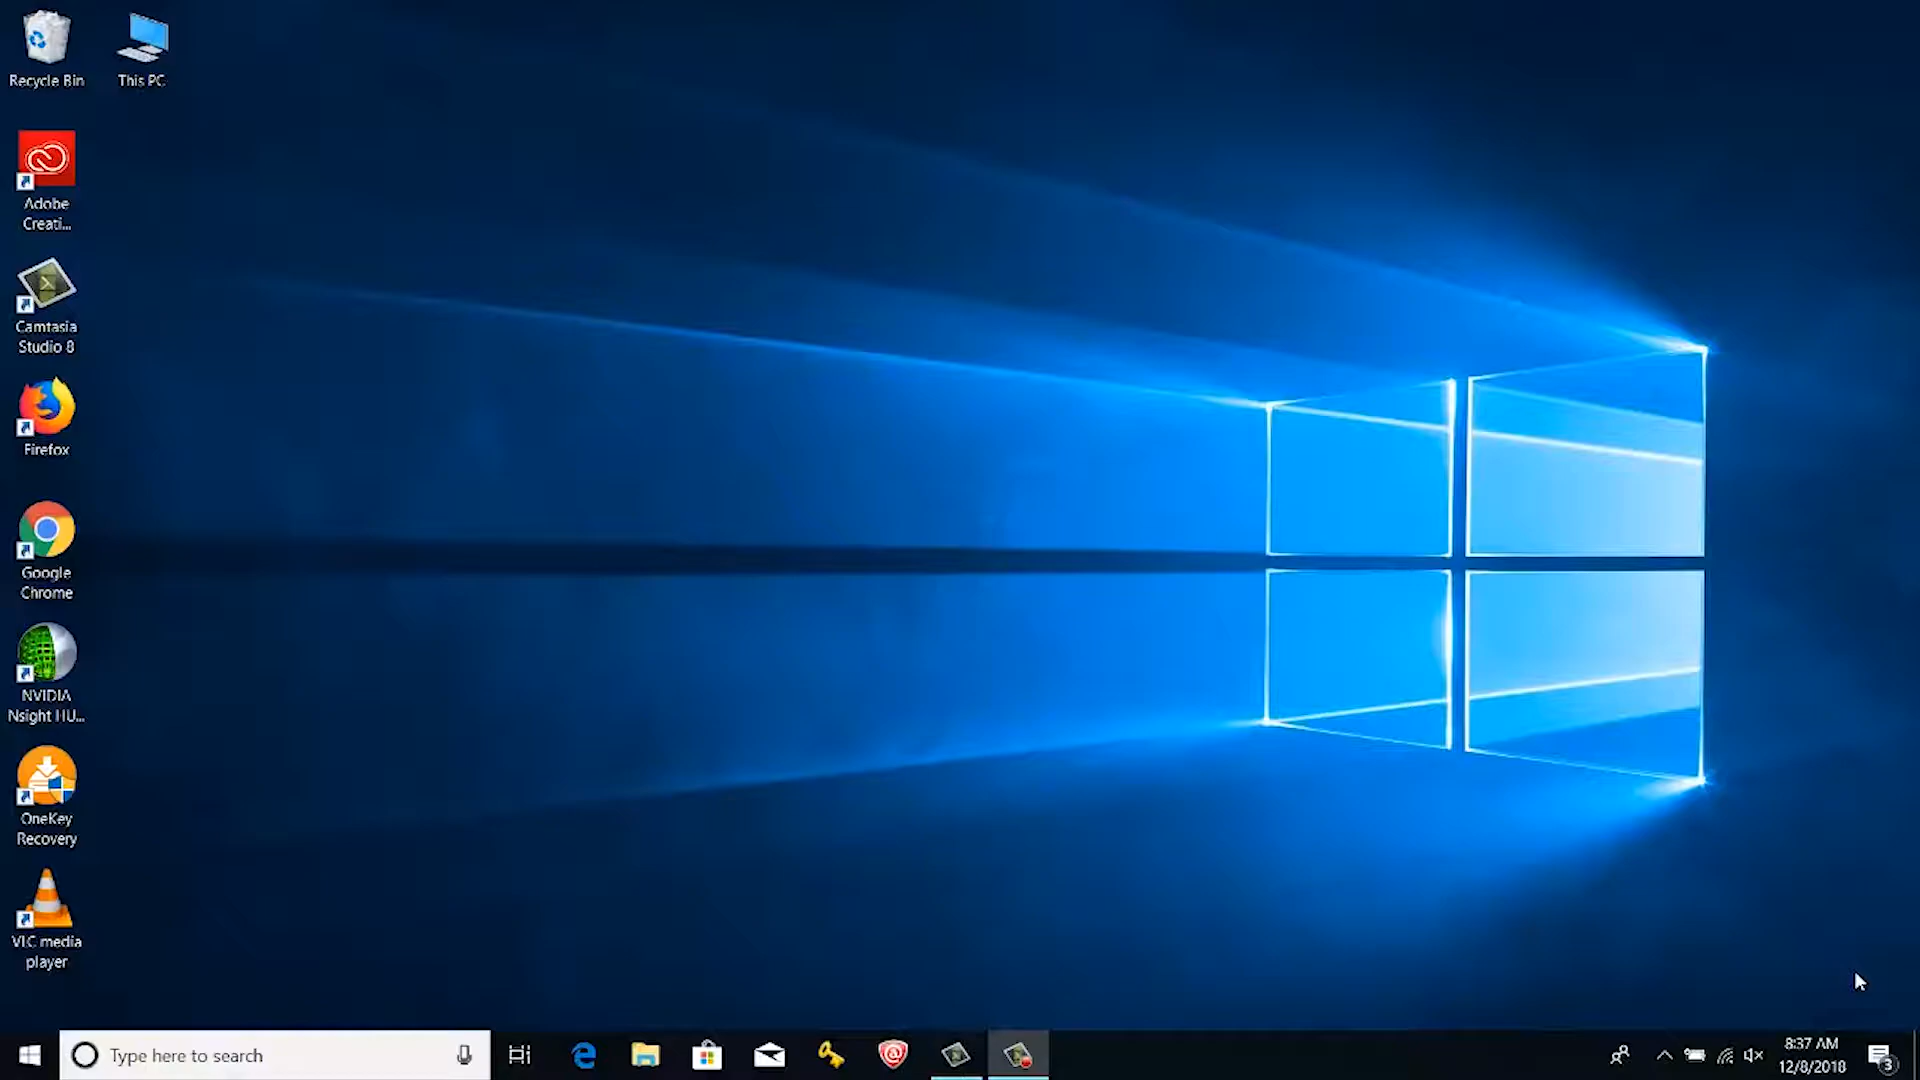 Recycle Bin
This PC
Adobe
Creati...
Camtasia
Studio 8
Firefox
Google
Chrome
NVIDIA
Nsight HU...
OneKey
Recovery
VLC media
player
Type here to search
8:37 AM
12/8/2018
3